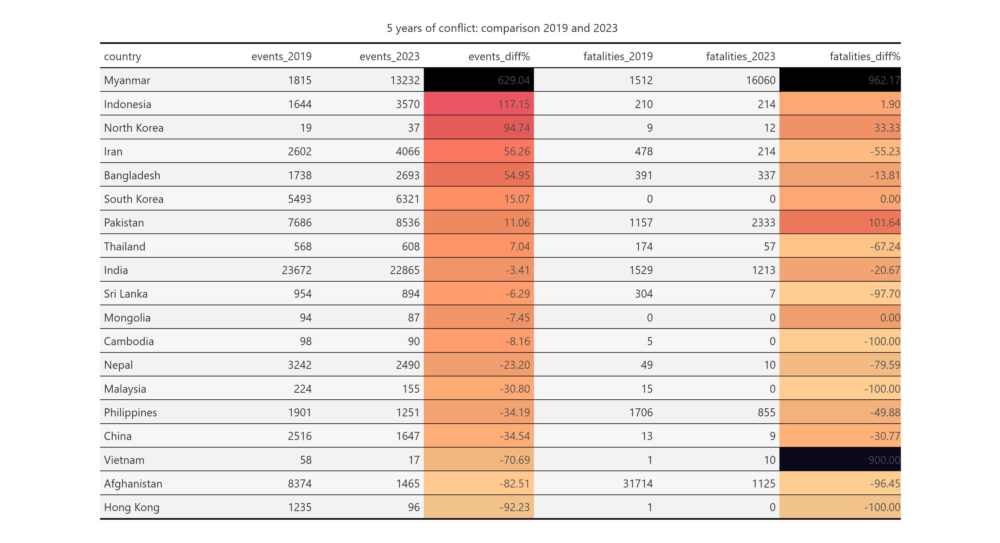 5 years of conflict: comparison 2019 and 2023
country events_2019 events_2023 events_diff% fatalities_2019 fatalities_2023 fatalities_diff%
Myanmar 1815 13232 629.04 1512 16060 962.17
Indonesia 1644 3570 117.15 210 214 1.90
North Korea 19 37 94.74 9 12 33.33
Iran 2602 4066 56.26 478 214 -55.23
Bangladesh 1738 2693 54.95 391 337 -13.81
South Korea 5493 6321 15.07 0 0 0.00
Pakistan 7686 8536 11.06 1157 2333 101.64
Thailand 568 608 7.04 174 57 -67.24
India 23672 22865 -3.41 1529 1213 -20.67
Sri Lanka 954 894 -6.29 304 7 -97.70
Mongolia 94 87 -7.45 0 0 0.00
Cambodia 98 90 -8.16 5 0 -100.00
Nepal 3242 2490 -23.20 49 10 -79.59
Malaysia 224 155 -30.80 15 0 -100.00
Philippines 1901 1251 -34.19 1706 855 -49.88
China 2516 1647 -34.54 13 9 -30.77
Vietnam 58 17 -70.69 1 10 900.00
Afghanistan 8374 1465 -82.51 31714 1125 -96.45
Hong Kong 1235 96 -92.23 1 0 -100.00